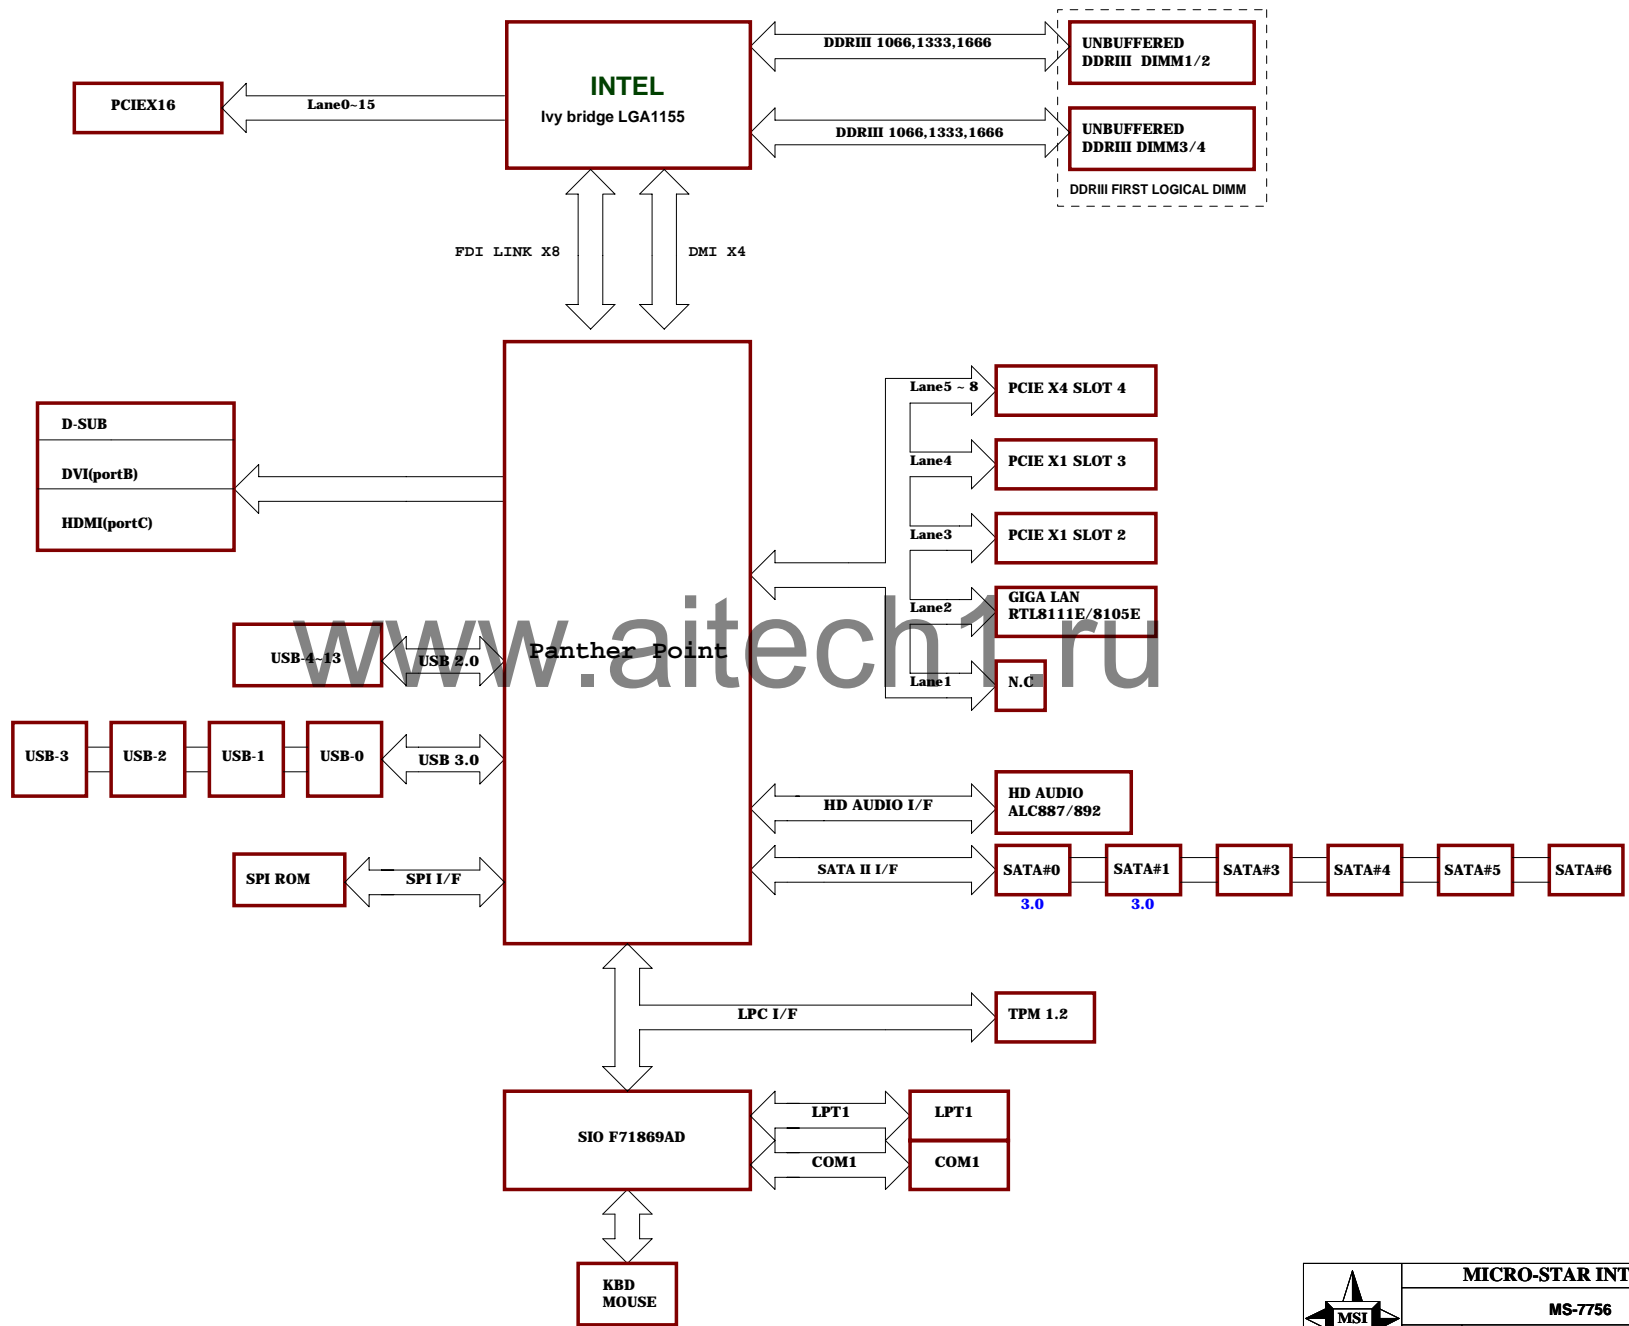 DDRIII 1066,1333,1666
UNBUFFERED
DDRIII DIMM1/2
INTEL
Ivy bridge LGA1155
PCIEX16
Lane0~15
DDRIII 1066,1333,1666
UNBUFFERED
DDRIII DIMM3/4
DDRIII FIRST LOGICAL DIMM
FDI LINK X8
DMI X4
Lane5 ~ 8
PCIE X4 SLOT 4
D-SUB
DVI(portB)
HDMI(portC)
Lane4
PCIE X1 SLOT 3
Lane3
PCIE X1 SLOT 2
GIGA LAN
RTL8111E/8105E
Lane2
www.aitech1.ru
Panther Point
USB-4~13
USB 2.0
Lane1
N.C
USB-3
USB-2
USB-1
USB-0
USB 3.0
HD AUDIO I/F
HD AUDIO
ALC887/892
SPI ROM
SPI I/F
SATA II I/F
SATA#0
SATA#1
SATA#3
SATA#4
SATA#5
SATA#6
3.0
3.0
LPC I/F
TPM 1.2
SIO F71869AD
LPT1
LPT1
COM1
COM1
KBD
MOUSE
MICRO-STAR INT
MS-7756
MSI